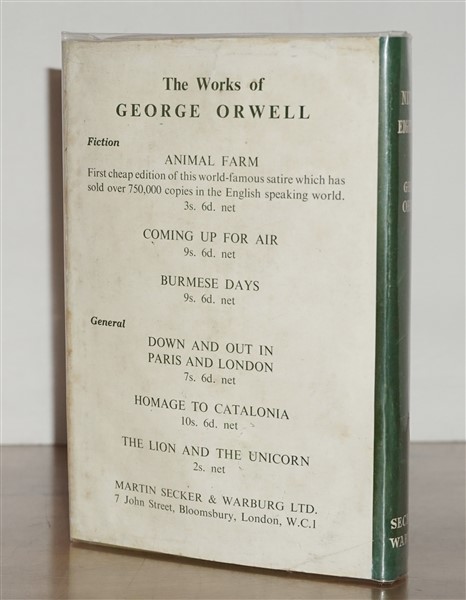 The Works of
GEORGE ORWELL
Fiction
ANIMAL FARM
First cheap edition of this world-famous satire which has
sold over 750,000 copies in the English speaking world.
3s. 6d. net
COMING UP FOR AIR
9s. 6d. net
BURMESE DAYS
9s. 6d. net
General
DOWN AND OUT IN
PARIS AND LONDON
7s. 6d. net
HOMAGE TO CATALONIA
10s. 6d. net
THE LION AND THE UNICORN
2s. net
MARTIN SECKER & WARBURG LTD.
7 John Street, Bloomsbury, London, W.C.1